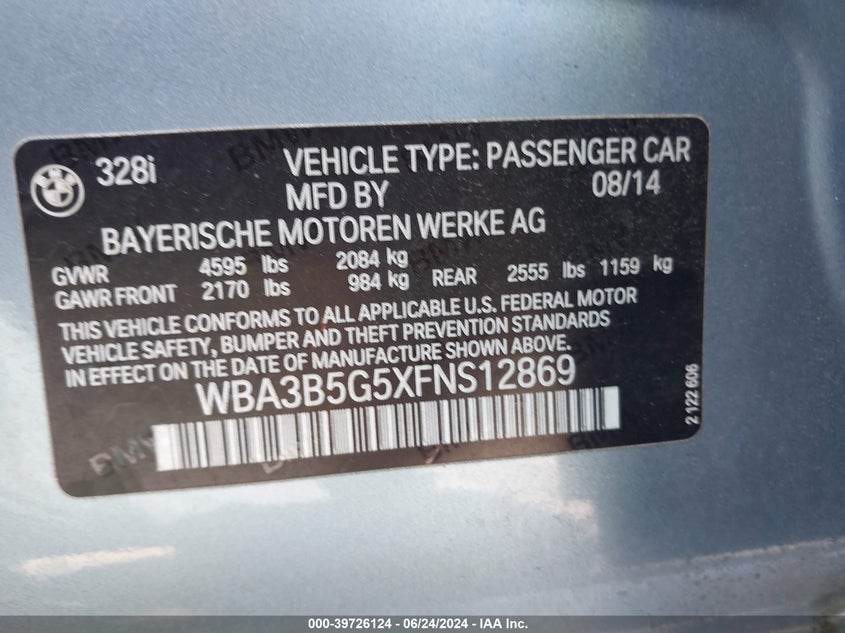 328i
VEHICLE TYPE: PASSENGER CAR
MFD BY 08/14
BAYERISCHE MOTOREN WERKE AG
GVWR 4595 lbs 2084 kg
GAWR FRONT 2170 lbs 984 kg REAR 2555 lbs 1159 kg
THIS VEHICLE CONFORMS TO ALL APPLICABLE U.S. FEDERAL MOTOR
VEHICLE SAFETY, BUMPER AND THEFT PREVENTION STANDARDS
IN EFFECT ON THE DATE OF MANUFACTURE SHOWN ABOVE.
WBA3B5G5XFNS12869
2 122 606
000-39726124 - 06/24/2024 - IAA Inc.